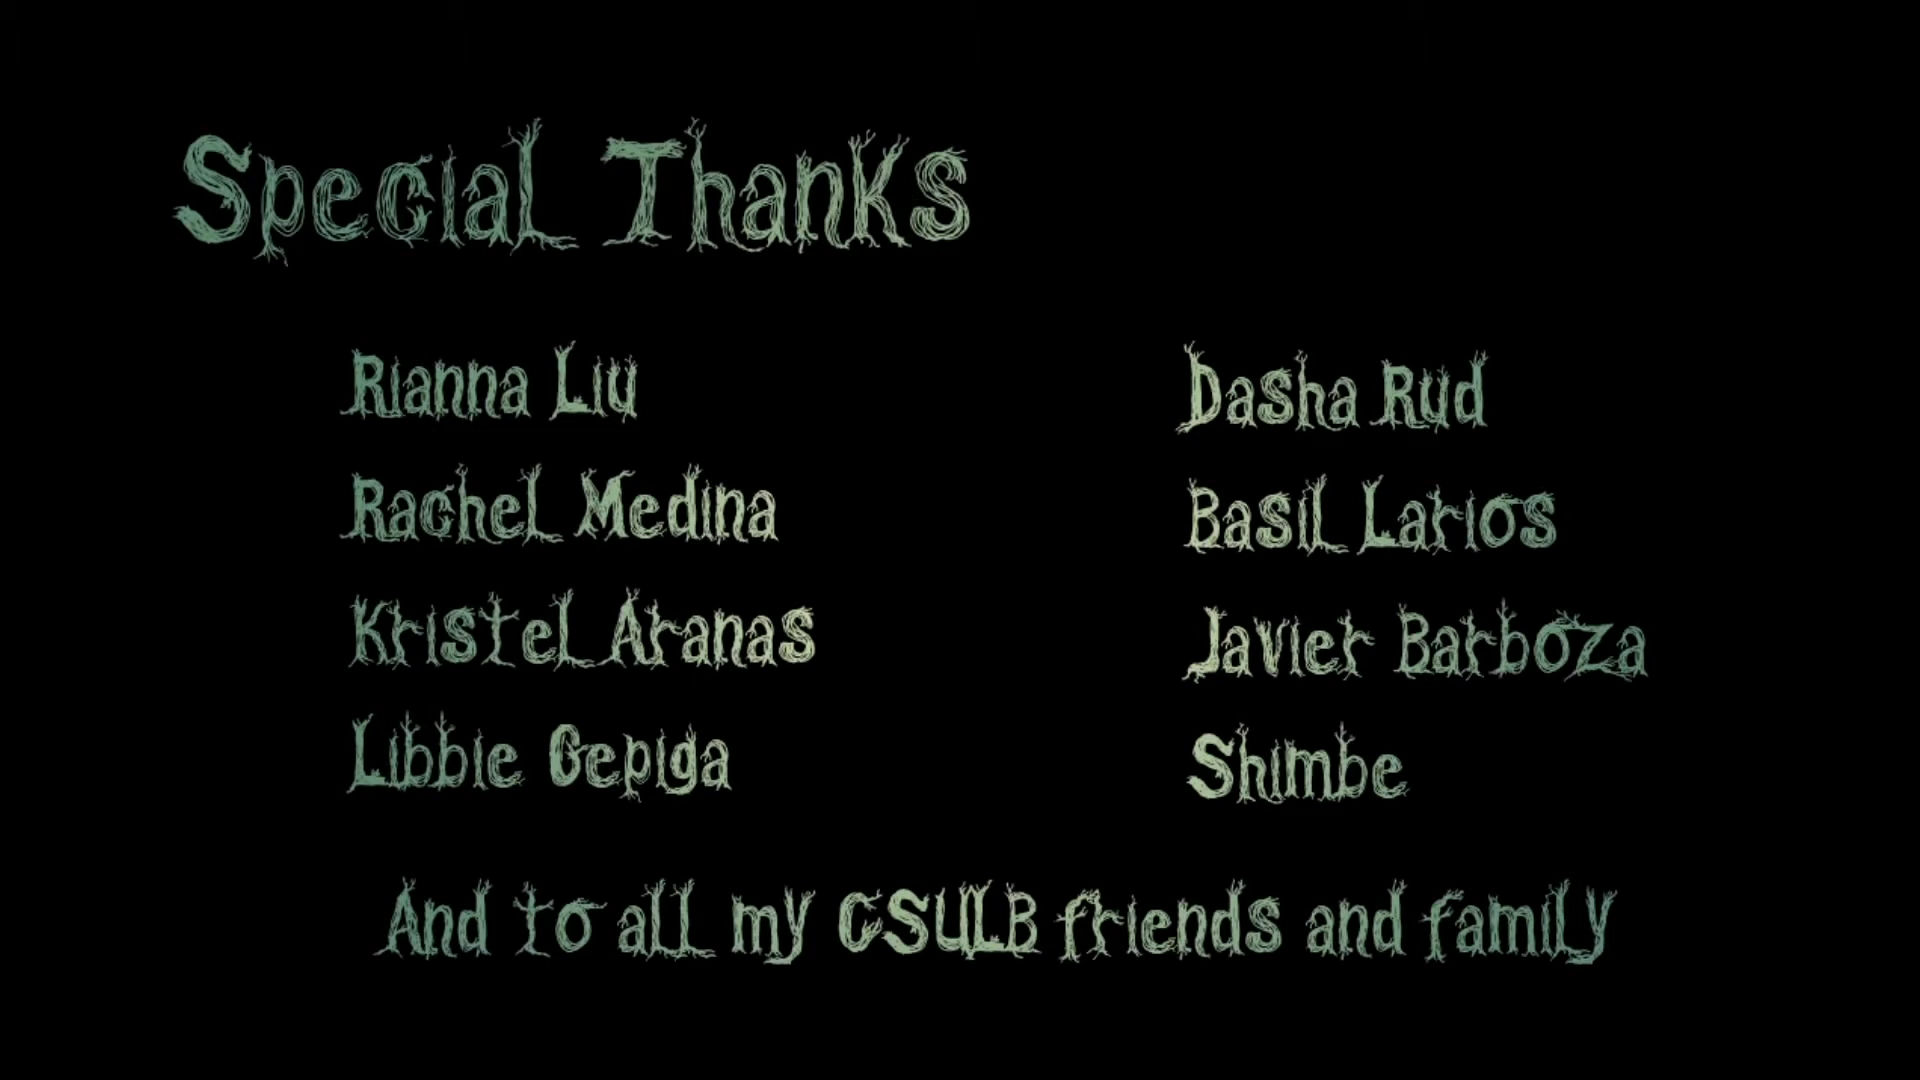 Special Thanks
Rianna Liu
Rachel Medina
Kristel Aranas
Libbie Gepiga
Dasha Rud
Basil Larios
Javier Barboza
Shimbe
And to all my CSULB friends and family